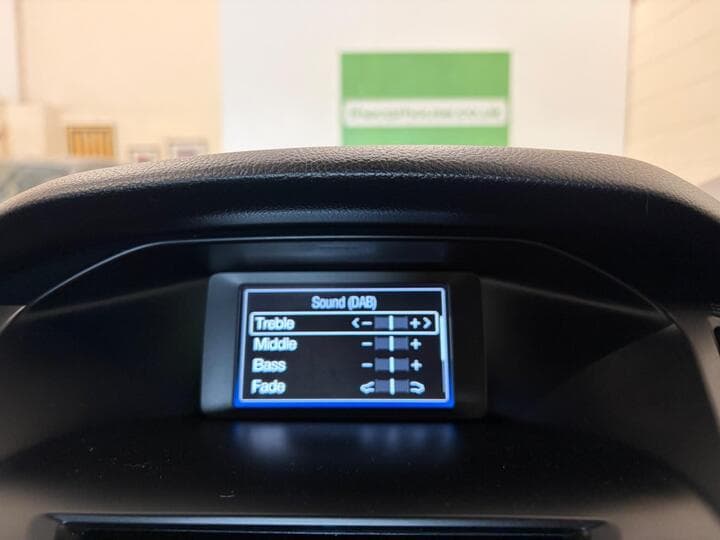 Sound (DAB)
Treble < - + >
Middle - +
Bass - +
Fade